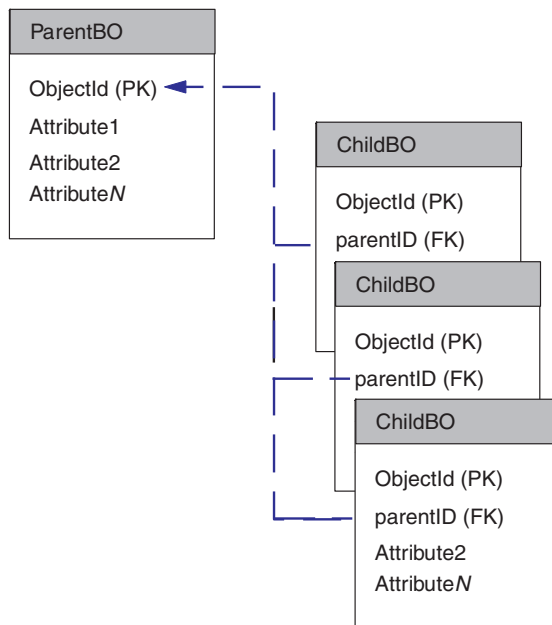 ParentBO
ObjectId (PK)
Attribute1
Attribute2
AttributeN
ChildBO
ObjectId (PK)
parentID (FK)
ChildBO
ObjectId (PK)
parentID (FK)
ChildBO
ObjectId (PK)
parentID (FK)
Attribute2
AttributeN